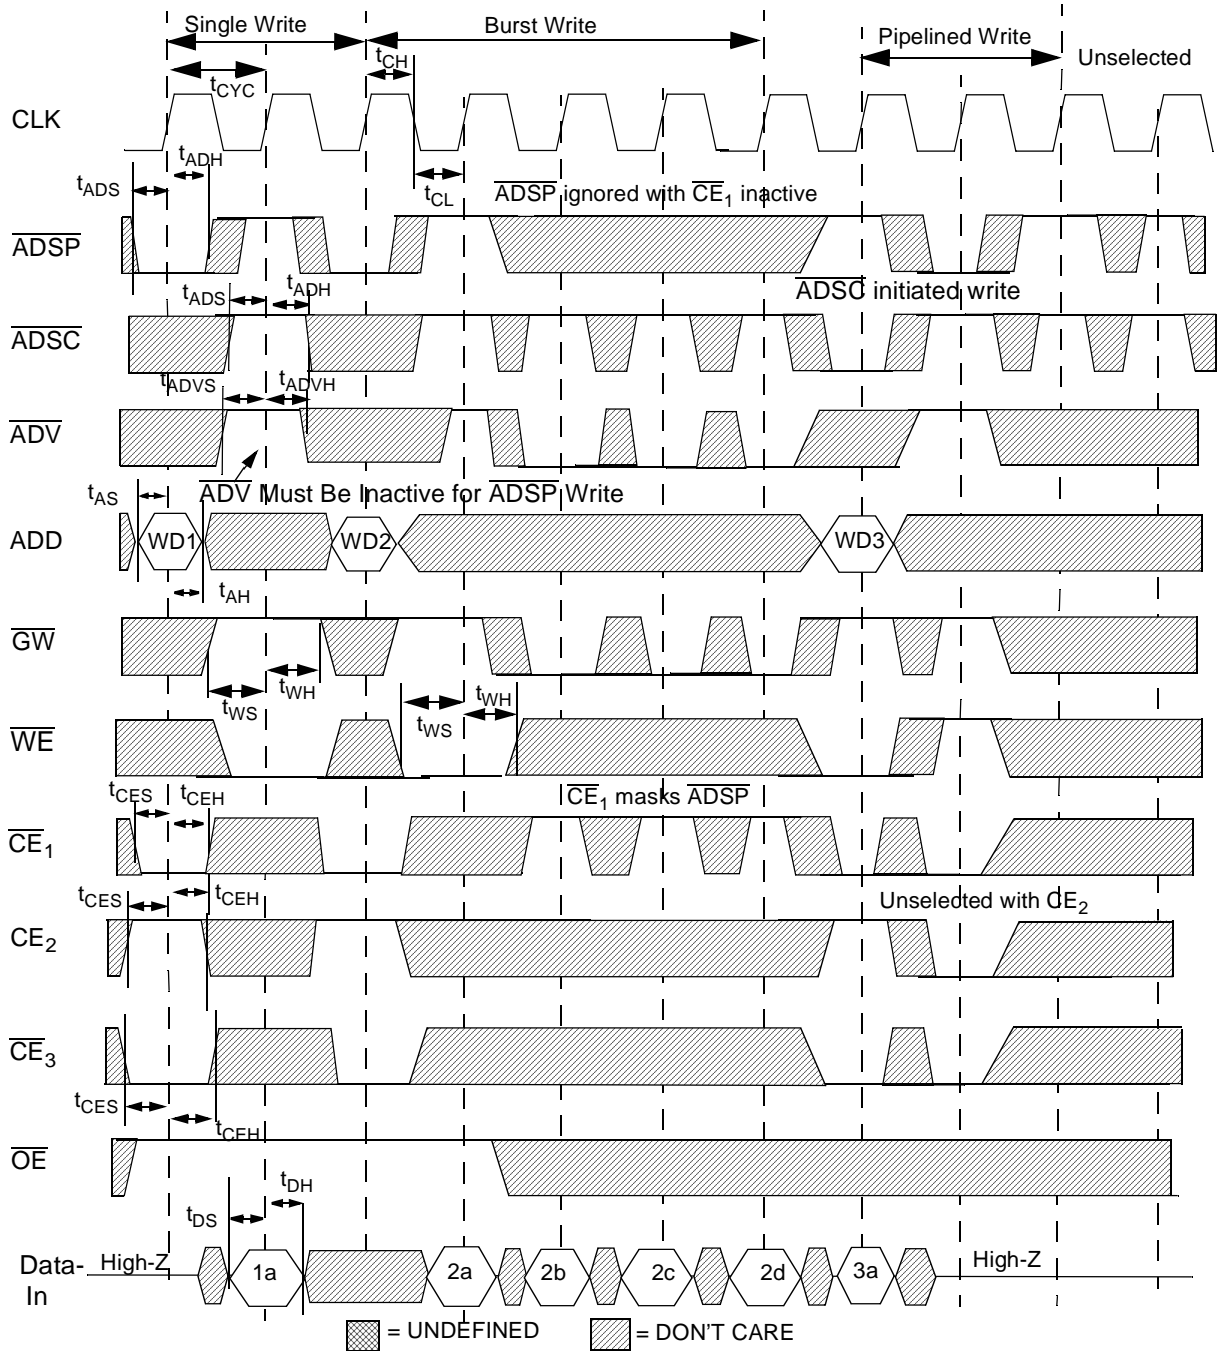 Single Write
Burst Write
Pipelined Write
Unselected
tCH
tCYC
CLK
tADH
tADS
tCL
ADSP ignored with CE1 inactive
ADSP
tADS
tADH
ADSC initiated write
ADSC
tADVS
tADVH
ADV
ADV Must Be Inactive for ADSP Write
tAS
ADD
WD1
WD2
WD3
tAH
GW
tWS
tWH
tWS
tWH
WE
CE1 masks ADSP
tCES
tCEH
CE1
tCES
tCEH
Unselected with CE2
CE2
CE3
tCES
tCEH
OE
tDH
tDS
Data-In
High-Z
1a
2a
2b
2c
2d
3a
High-Z
= UNDEFINED
= DON'T CARE